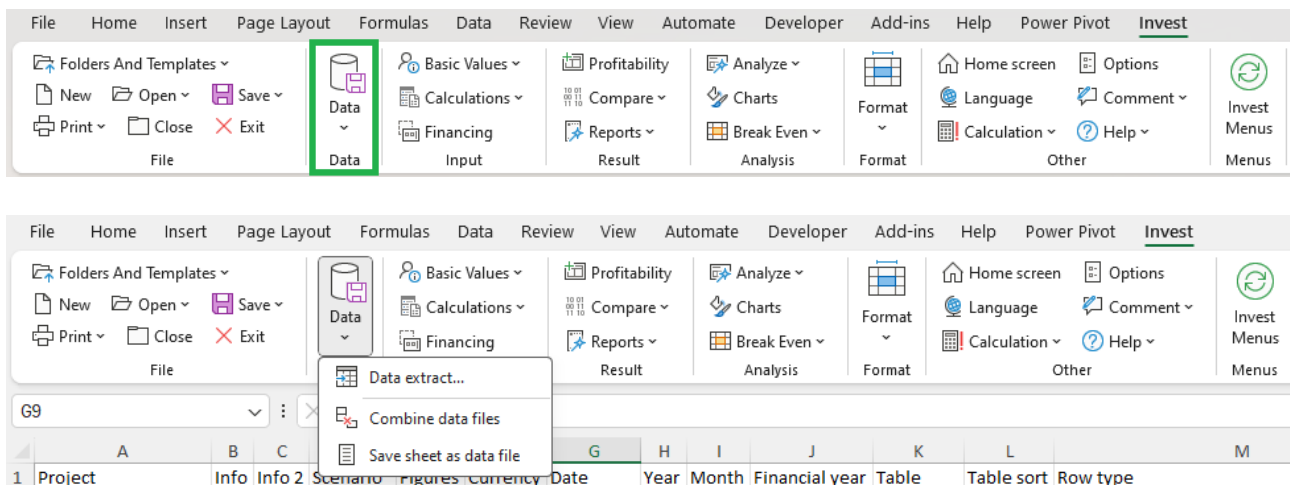 File Home Insert Page Layout Formulas Data Review View Automate Developer Add-ins Help Power Pivot Invest
Folders And Templates Basic Values Profitability Analyze Home screen Options
New Open Save Data Calculations Compare Charts Format Language Comment Invest Menus
Print Close Exit Financing Reports Break Even Calculation Help
File Data Input Result Analysis Format Other Menus
File Home Insert Page Layout Formulas Data Review View Automate Developer Add-ins Help Power Pivot Invest
Folders And Templates Basic Values Profitability Analyze Home screen Options
New Open Save Data Calculations Compare Charts Format Language Comment Invest Menus
Print Close Exit Financing Reports Break Even Calculation Help
File Result Analysis Format Other Menus
Data extract...
G9
Combine data files
Save sheet as data file
A B C G H I J K L M
1 Project Info Info 2 Scenario Figures Currency Date Year Month Financial year Table Table sort Row type